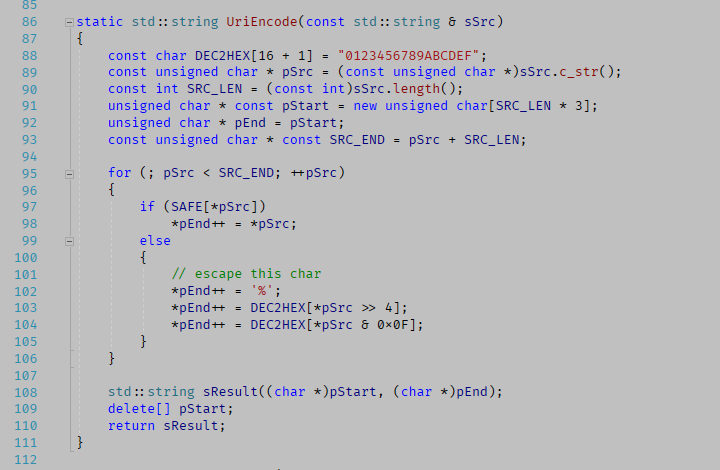 85
86 static std::string UriEncode(const std::string & sSrc)
87 {
88     const char DEC2HEX[16 + 1] = "0123456789ABCDEF";
89     const unsigned char * pSrc = (const unsigned char *)sSrc.c_str();
90     const int SRC_LEN = (const int)sSrc.length();
91     unsigned char * const pStart = new unsigned char[SRC_LEN * 3];
92     unsigned char * pEnd = pStart;
93     const unsigned char * const SRC_END = pSrc + SRC_LEN;
94
95     for (; pSrc < SRC_END; ++pSrc)
96     {
97         if (SAFE[*pSrc])
98             *pEnd++ = *pSrc;
99         else
100         {
101             // escape this char
102             *pEnd++ = '%';
103             *pEnd++ = DEC2HEX[*pSrc >> 4];
104             *pEnd++ = DEC2HEX[*pSrc & 0x0F];
105         }
106     }
107
108     std::string sResult((char *)pStart, (char *)pEnd);
109     delete[] pStart;
110     return sResult;
111 }
112